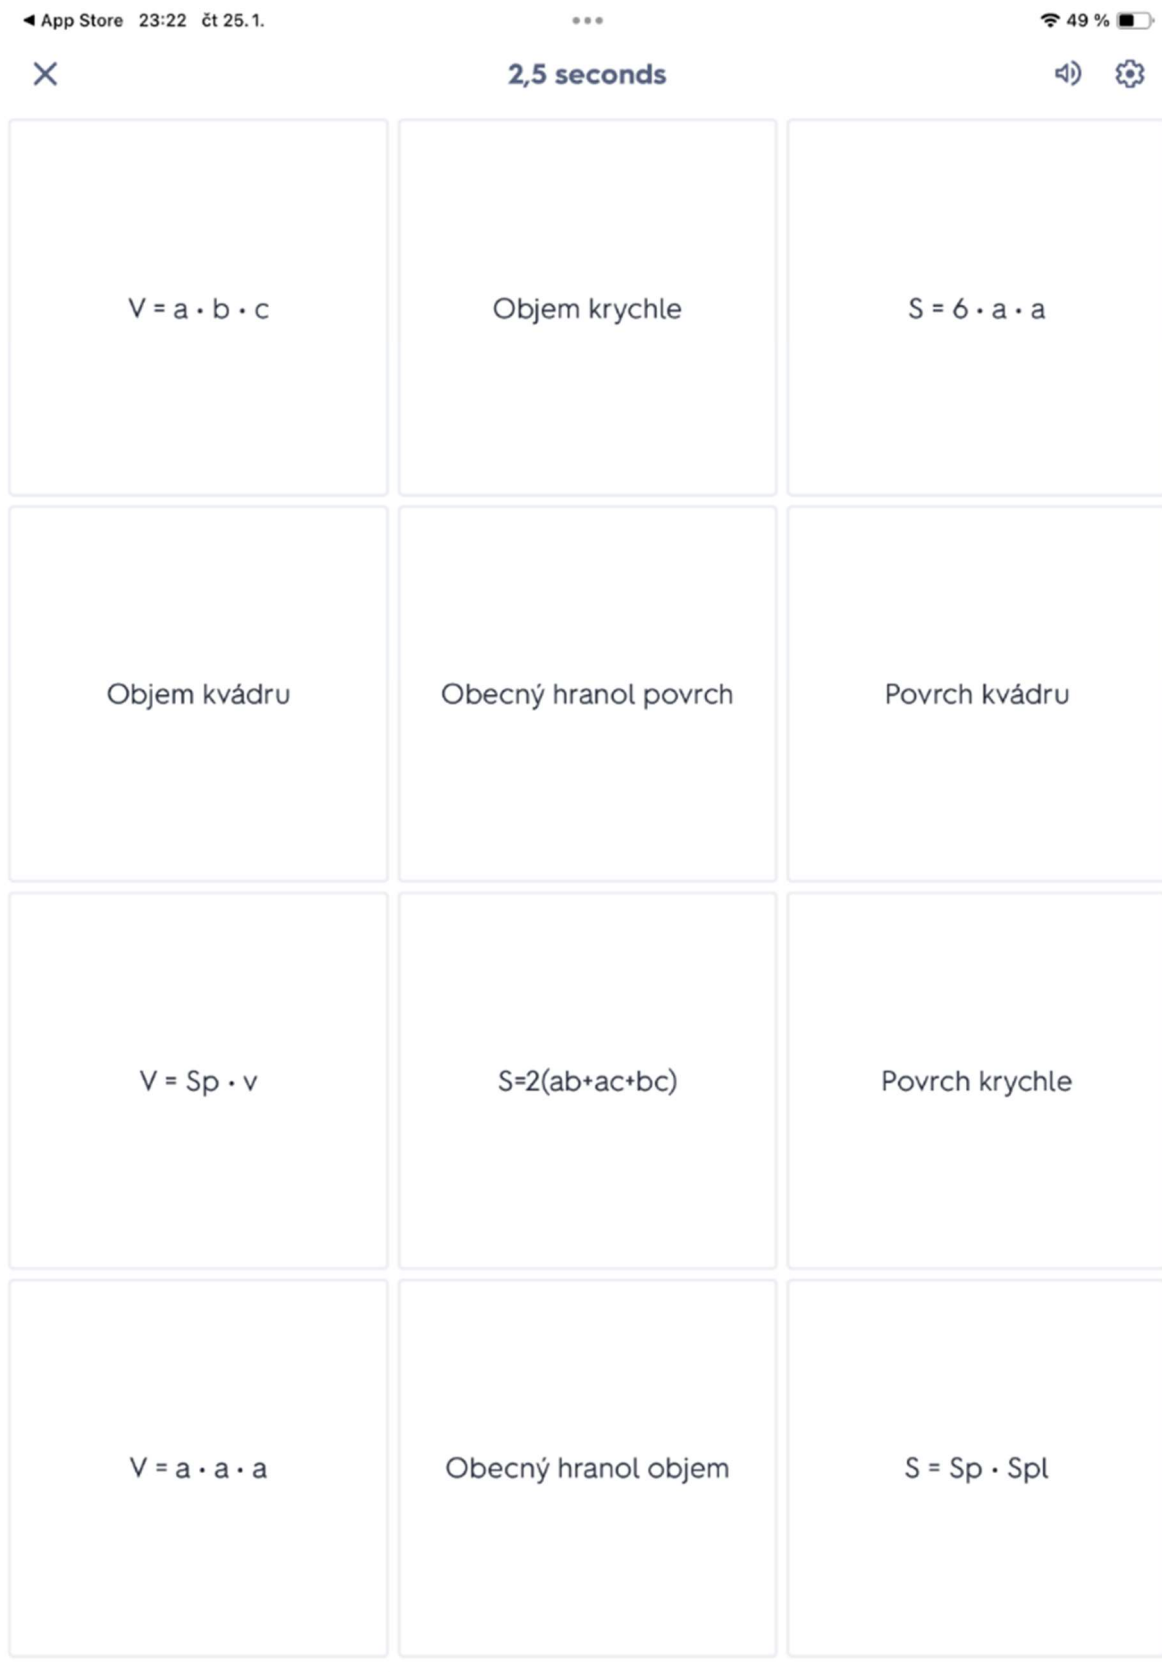 ◀ App Store 23:22 čt 25. 1.
49 %
2,5 seconds
V = a · b · c
Objem krychle
S = 6 · a · a
Objem kvádru
Obecný hranol povrch
Povrch kvádru
V = Sp · v
S=2(ab+ac+bc)
Povrch krychle
V = a · a · a
Obecný hranol objem
S = Sp · Spl